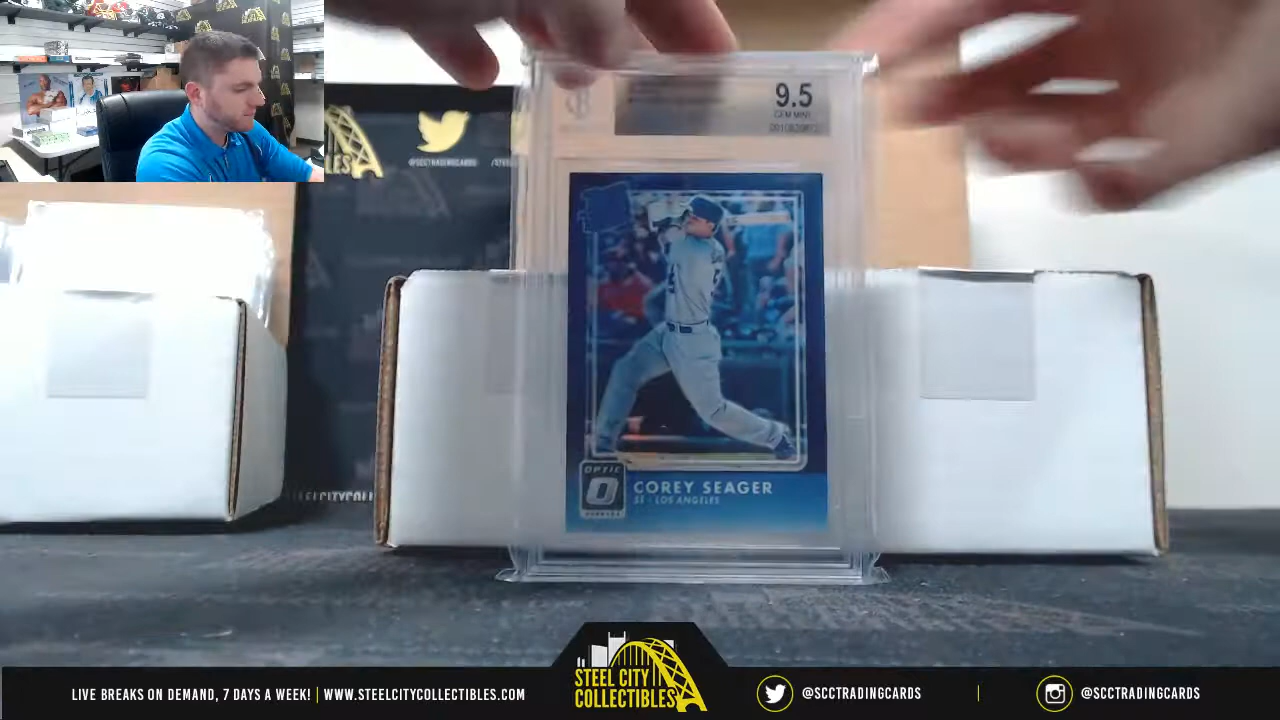 9.5
GEM MINT
COLLECTIBLES
@SCCTRADINGCARDS
OPTIC
COREY SEAGER
SS - LOS ANGELES
LIVE BREAKS ON DEMAND, 7 DAYS A WEEK! | WWW.STEELCITYCOLLECTIBLES.COM
STEEL CITY
COLLECTIBLES
@SCCTRADINGCARDS
@SCCTRADINGCARDS